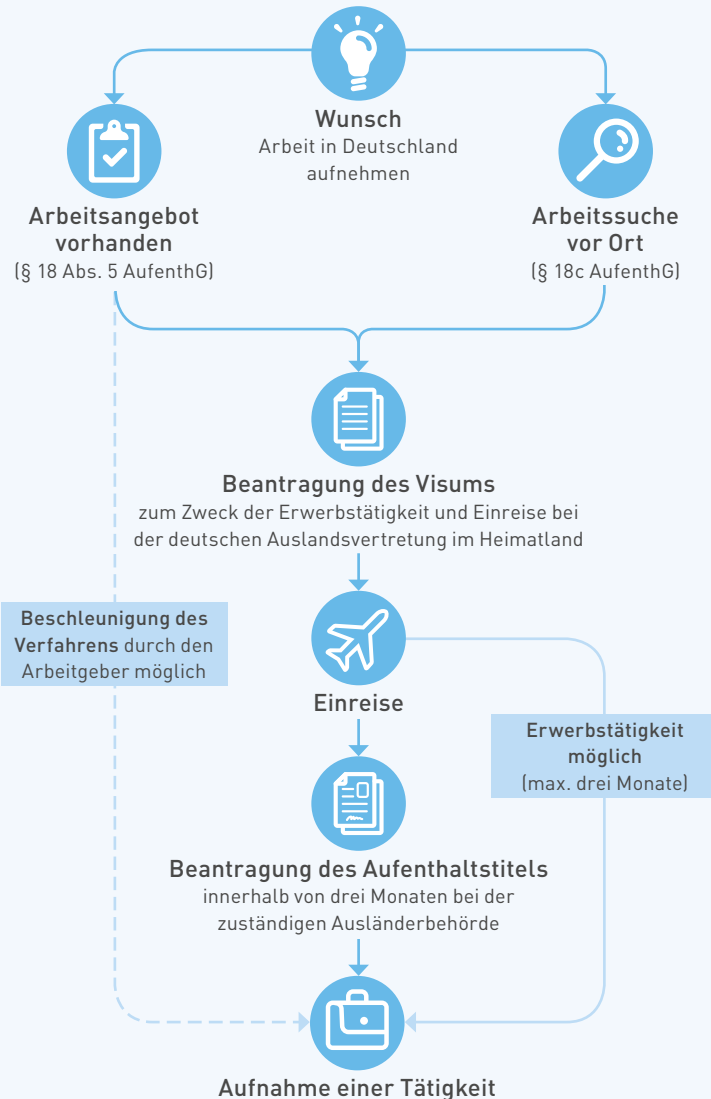 Wunsch
Arbeit in Deutschland
aufnehmen
Arbeitsangebot
vorhanden
(§ 18 Abs. 5 AufenthG)
Arbeitssuche
vor Ort
(§ 18c AufenthG)
Beantragung des Visums
zum Zweck der Erwerbstätigkeit und Einreise bei
der deutschen Auslandsvertretung im Heimatland
Beschleunigung des
Verfahrens durch den
Arbeitgeber möglich
Einreise
Erwerbstätigkeit
möglich
(max. drei Monate)
Beantragung des Aufenthaltstitels
innerhalb von drei Monaten bei der
zuständigen Ausländerbehörde
Aufnahme einer Tätigkeit